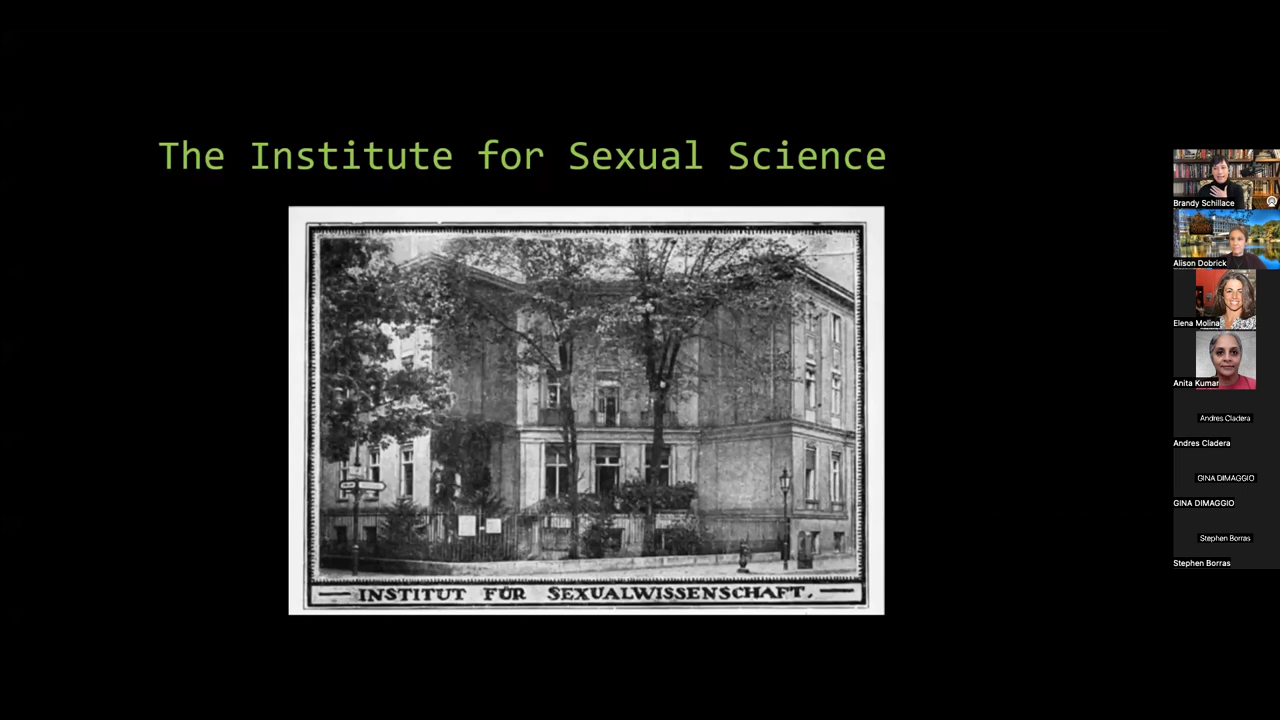 The Institute for Sexual Science
INSTITUT FÜR SEXUALWISSENSCHAFT.
Brandy Schillace
Alison Dobrick
Elena Molina
Anita Kumar
Andres Cladera
Andres Cladera
GINA DIMAGGIO
GINA DIMAGGIO
Stephen Borras
Stephen Borras